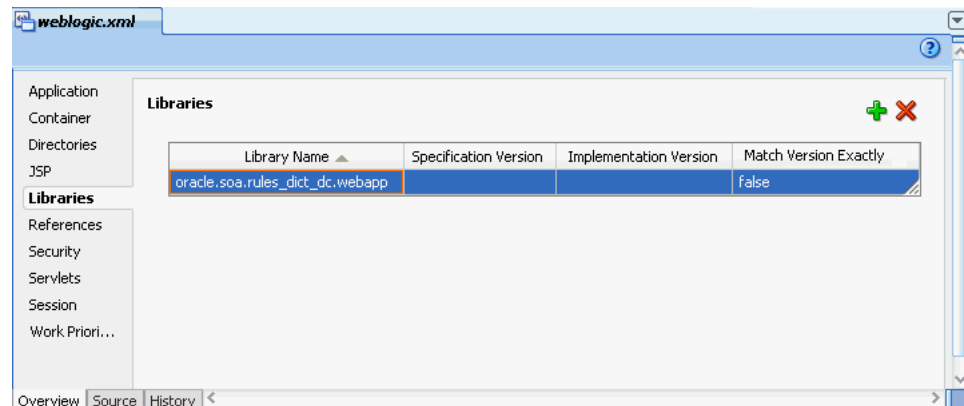 weblogic.xml
Application
Container
Directories
JSP
Libraries
References
Security
Servlets
Session
Work Priori...
Libraries
Library Name Specification Version Implementation Version Match Version Exactly
oracle.soa.rules_dict_dc.webapp false
Overview Source History